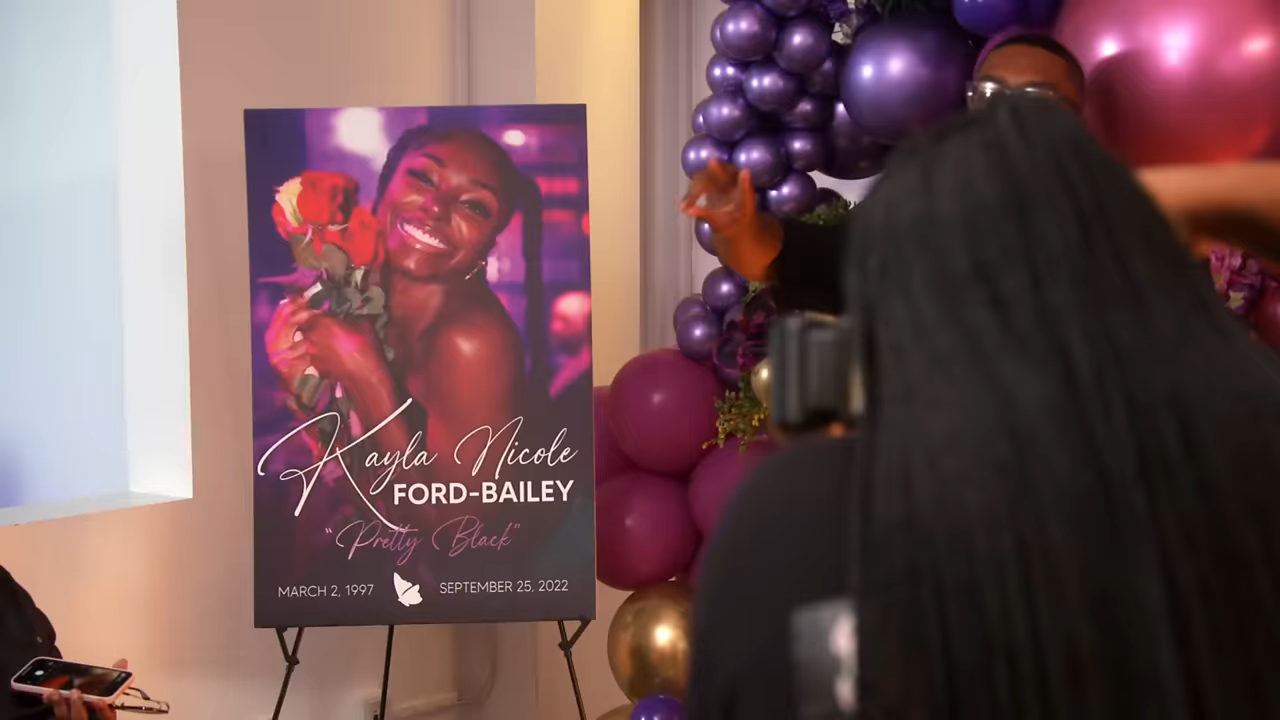 Kayla Nicole
FORD-BAILEY
"Pretty Black"
MARCH 2, 1997 SEPTEMBER 25, 2022